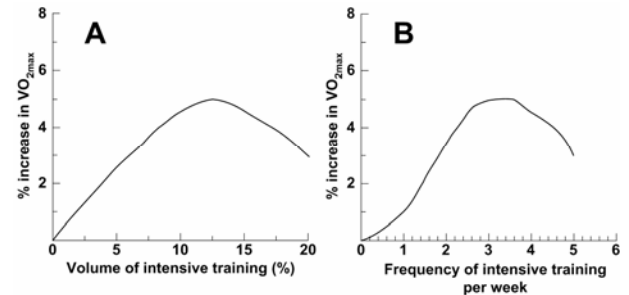 A
% increase in VO2max
8
6
4
2
0
5
10
15
20
Volume of intensive training (%)
B
% increase in VO2max
8
6
4
2
0
1
2
3
4
5
6
Frequency of intensive training
per week